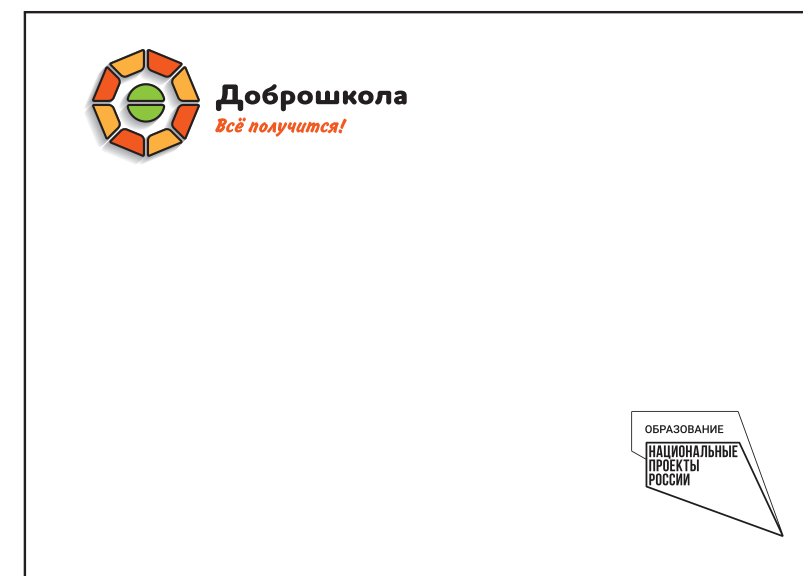 Доброшкола
Всё получится!
ОБРАЗОВАНИЕ
НАЦИОНАЛЬНЫЕ
ПРОЕКТЫ
РОССИИ